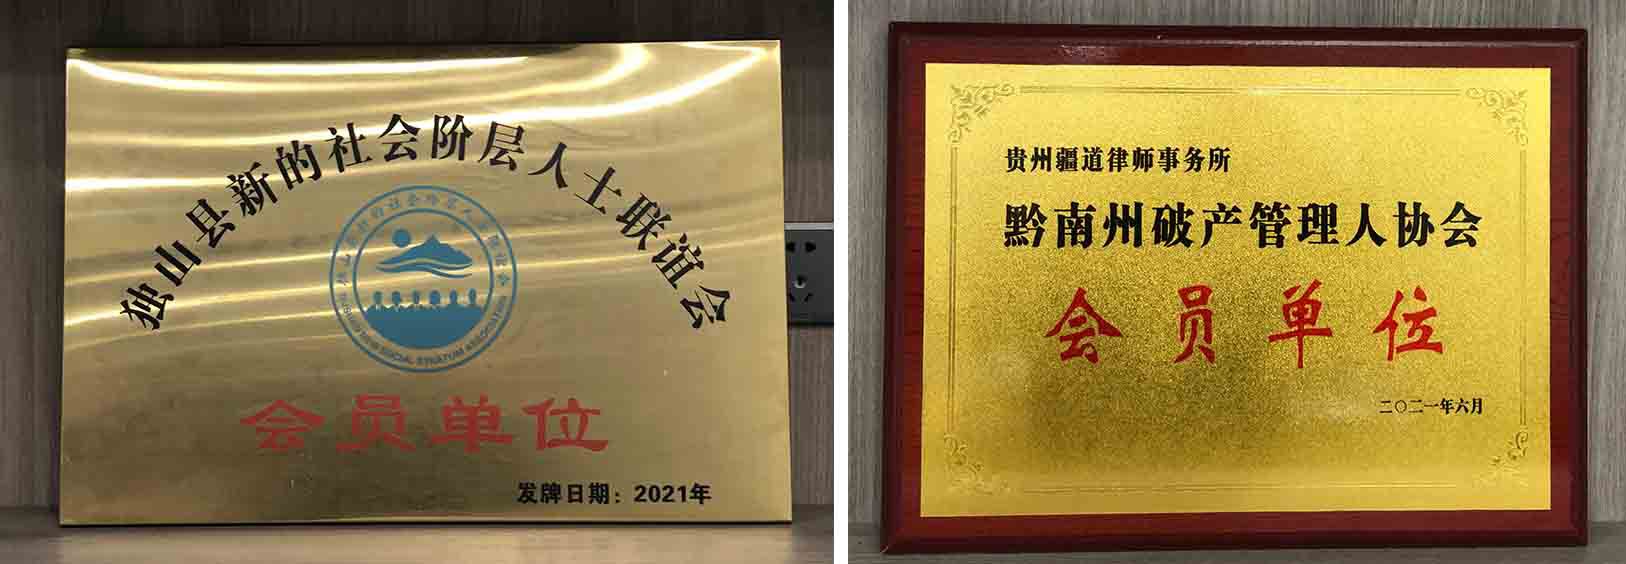 独山县新的社会阶层人士联谊会
会员单位
发牌日期：2021年
贵州疆道律师事务所
黔南州破产管理人协会
会员单位
二〇二一年六月